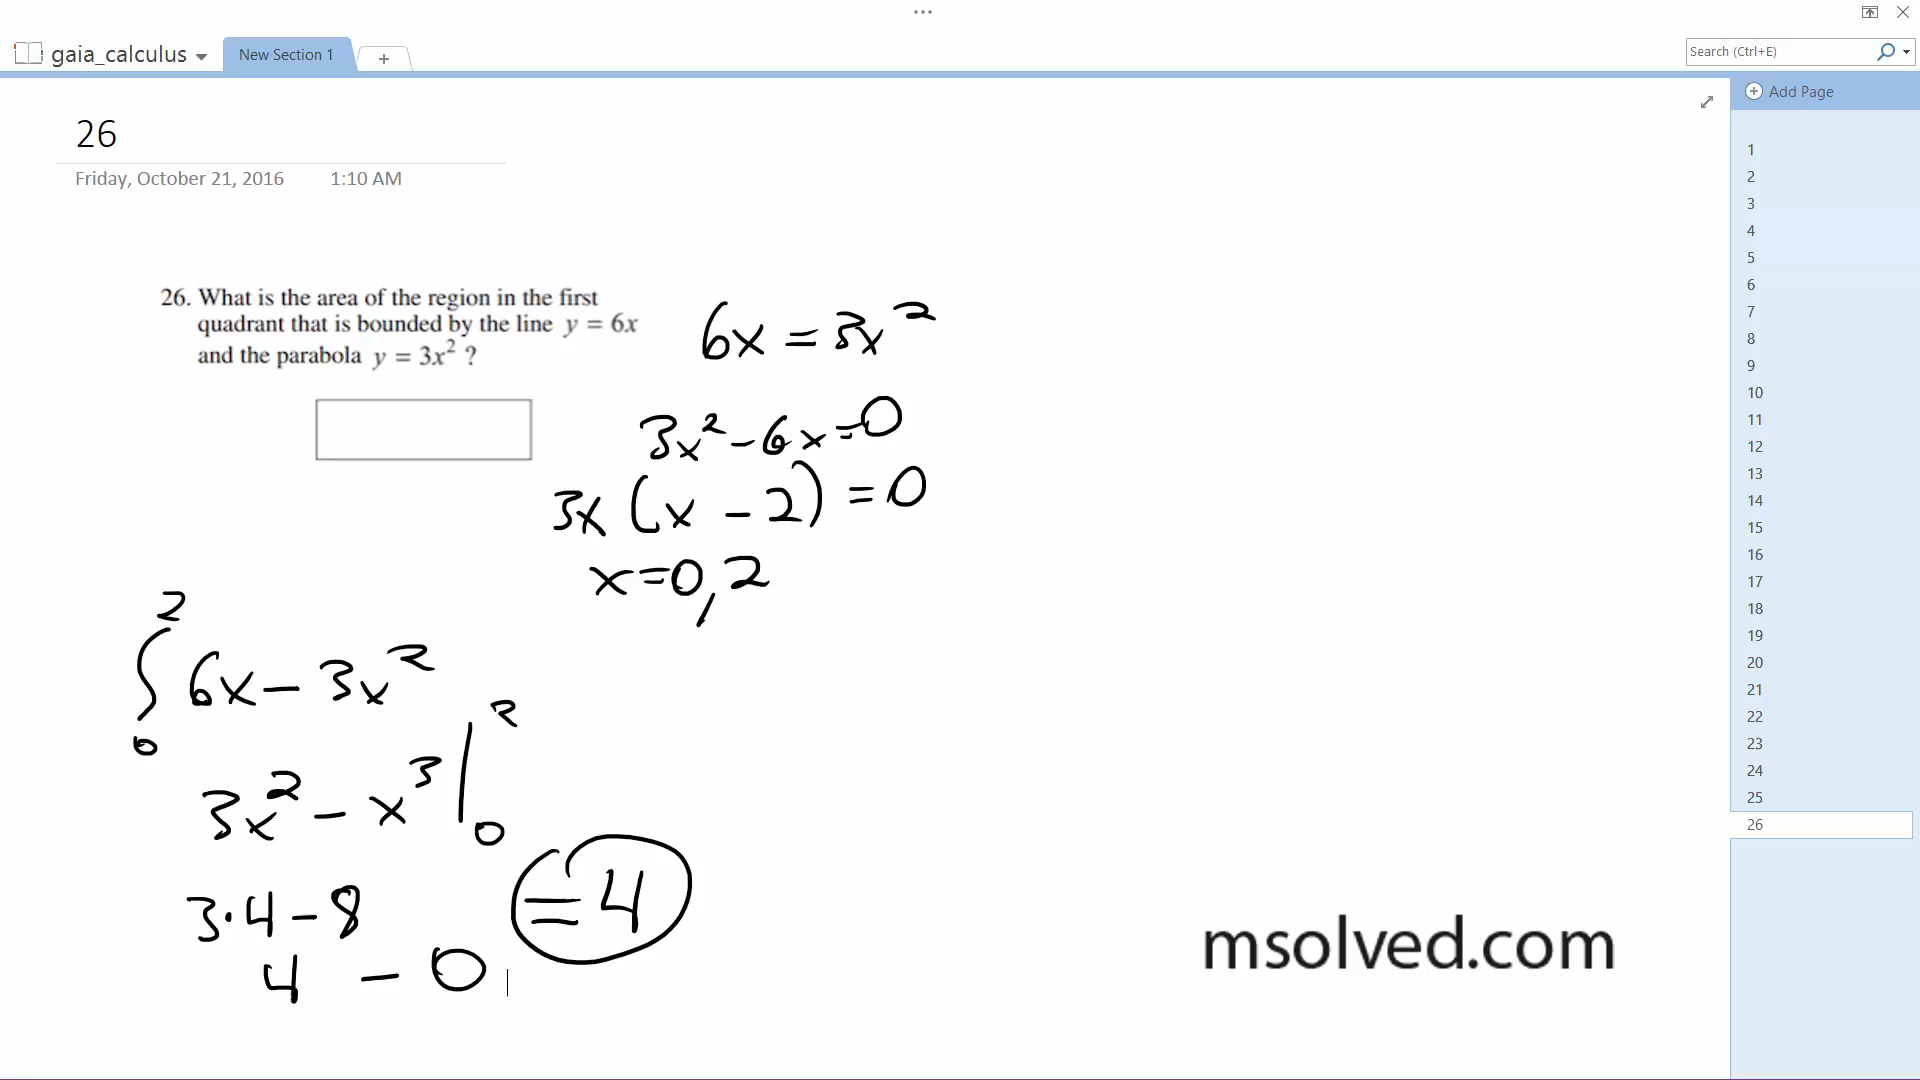 ...
gaia_calculus
New Section 1
+
Search (Ctrl+E)
Add Page
26
Friday, October 21, 2016 1:10 AM
26. What is the area of the region in the first
quadrant that is bounded by the line y = 6x
and the parabola y = 3x² ?
6x = 3x²
3x² - 6x = 0
3x (x - 2) = 0
x = 0, 2
∫₀² 6x - 3x²
3x² - x³ |₀²
3·4 - 8
4 - 0
= 4
msolved.com
1
2
3
4
5
6
7
8
9
10
11
12
13
14
15
16
17
18
19
20
21
22
23
24
25
26